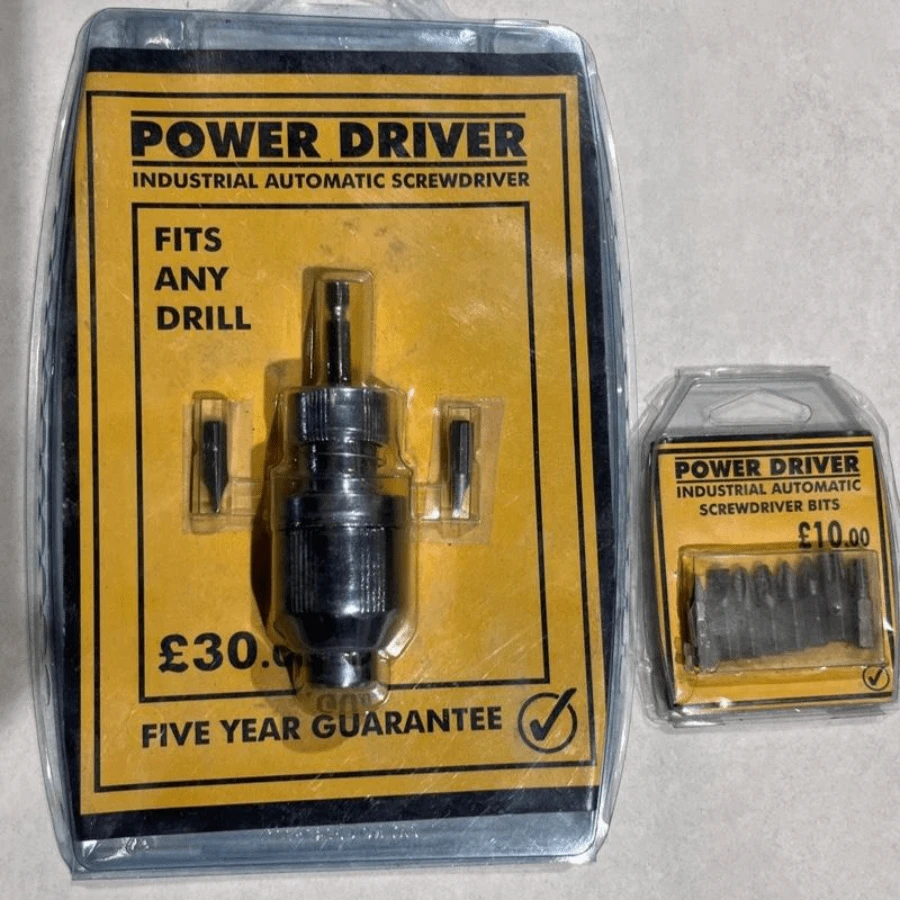 POWER DRIVER
INDUSTRIAL AUTOMATIC SCREWDRIVER
FITS
ANY
DRILL
£30.
FIVE YEAR GUARANTEE
POWER DRIVER
INDUSTRIAL AUTOMATIC
SCREWDRIVER BITS
£10.00